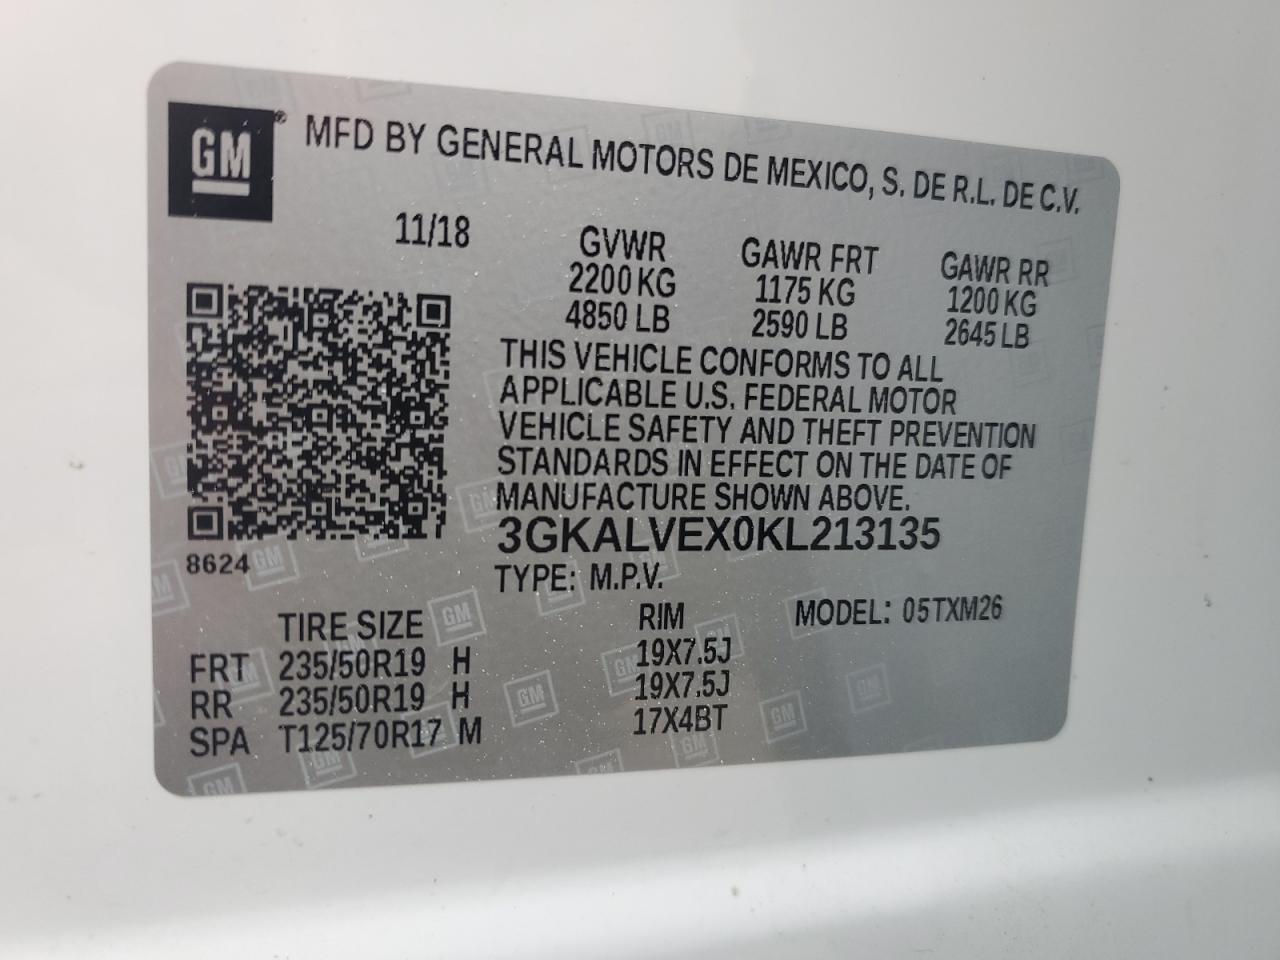 GM® MFD BY GENERAL MOTORS DE MEXICO, S. DE R.L. DE C.V.
11/18 GVWR GAWR FRT GAWR RR
2200 KG 1175 KG 1200 KG
4850 LB 2590 LB 2645 LB
THIS VEHICLE CONFORMS TO ALL
APPLICABLE U.S. FEDERAL MOTOR
VEHICLE SAFETY AND THEFT PREVENTION
STANDARDS IN EFFECT ON THE DATE OF
MANUFACTURE SHOWN ABOVE.
3GKALVEX0KL213135
8624
TYPE: M.P.V. MODEL: 05TXM26
TIRE SIZE RIM
FRT 235/50R19 H 19X7.5J
RR 235/50R19 H 19X7.5J
SPA T125/70R17 M 17X4BT